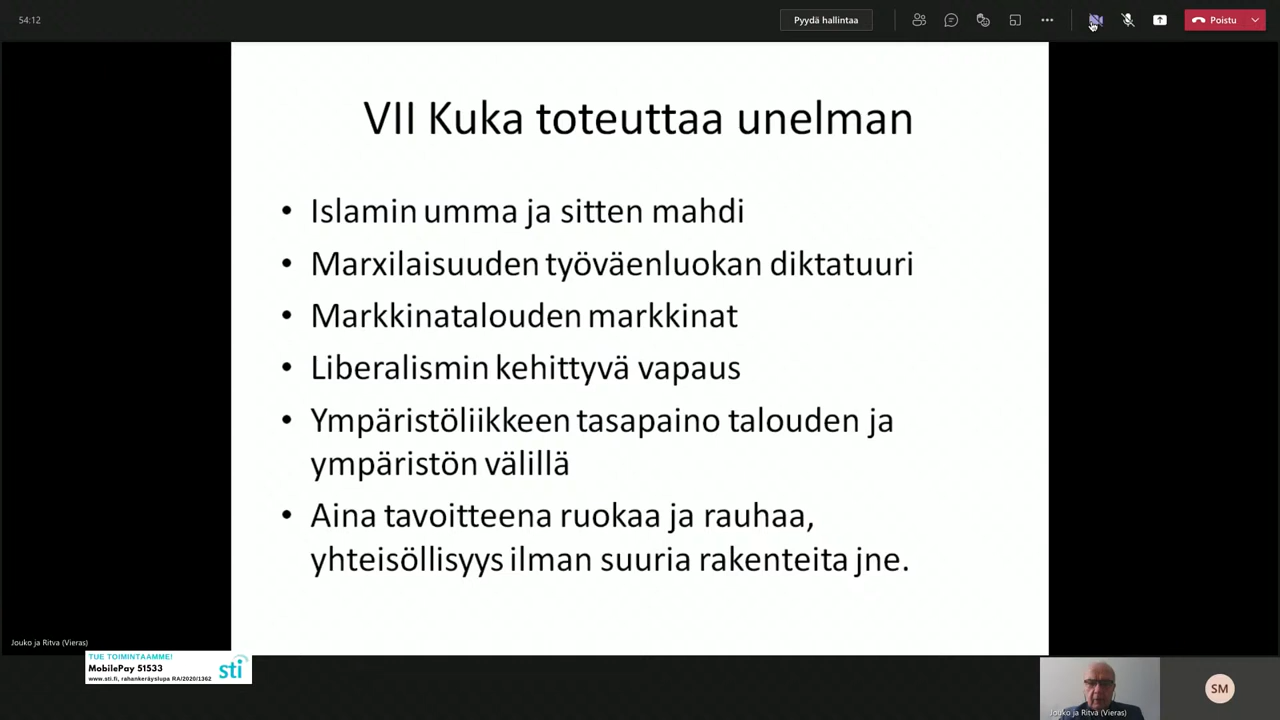 54:12
Pyydä hallintaa
Poistu
VII Kuka toteuttaa unelman
• Islamin umma ja sitten mahdi
• Marxilaisuuden työväenluokan diktatuuri
• Markkinatalouden markkinat
• Liberalismin kehittyvä vapaus
• Ympäristöliikkeen tasapaino talouden ja
ympäristön välillä
• Aina tavoitteena ruokaa ja rauhaa,
yhteisöllisyys ilman suuria rakenteita jne.
Jouko ja Ritva (Vieras)
TUE TOIMINTAAMME!
MobilePay 51533
www.sti.fi, rahankeräyslupa RA/2020/1362
sti
SM
Jouko ja Ritva (Vieras)